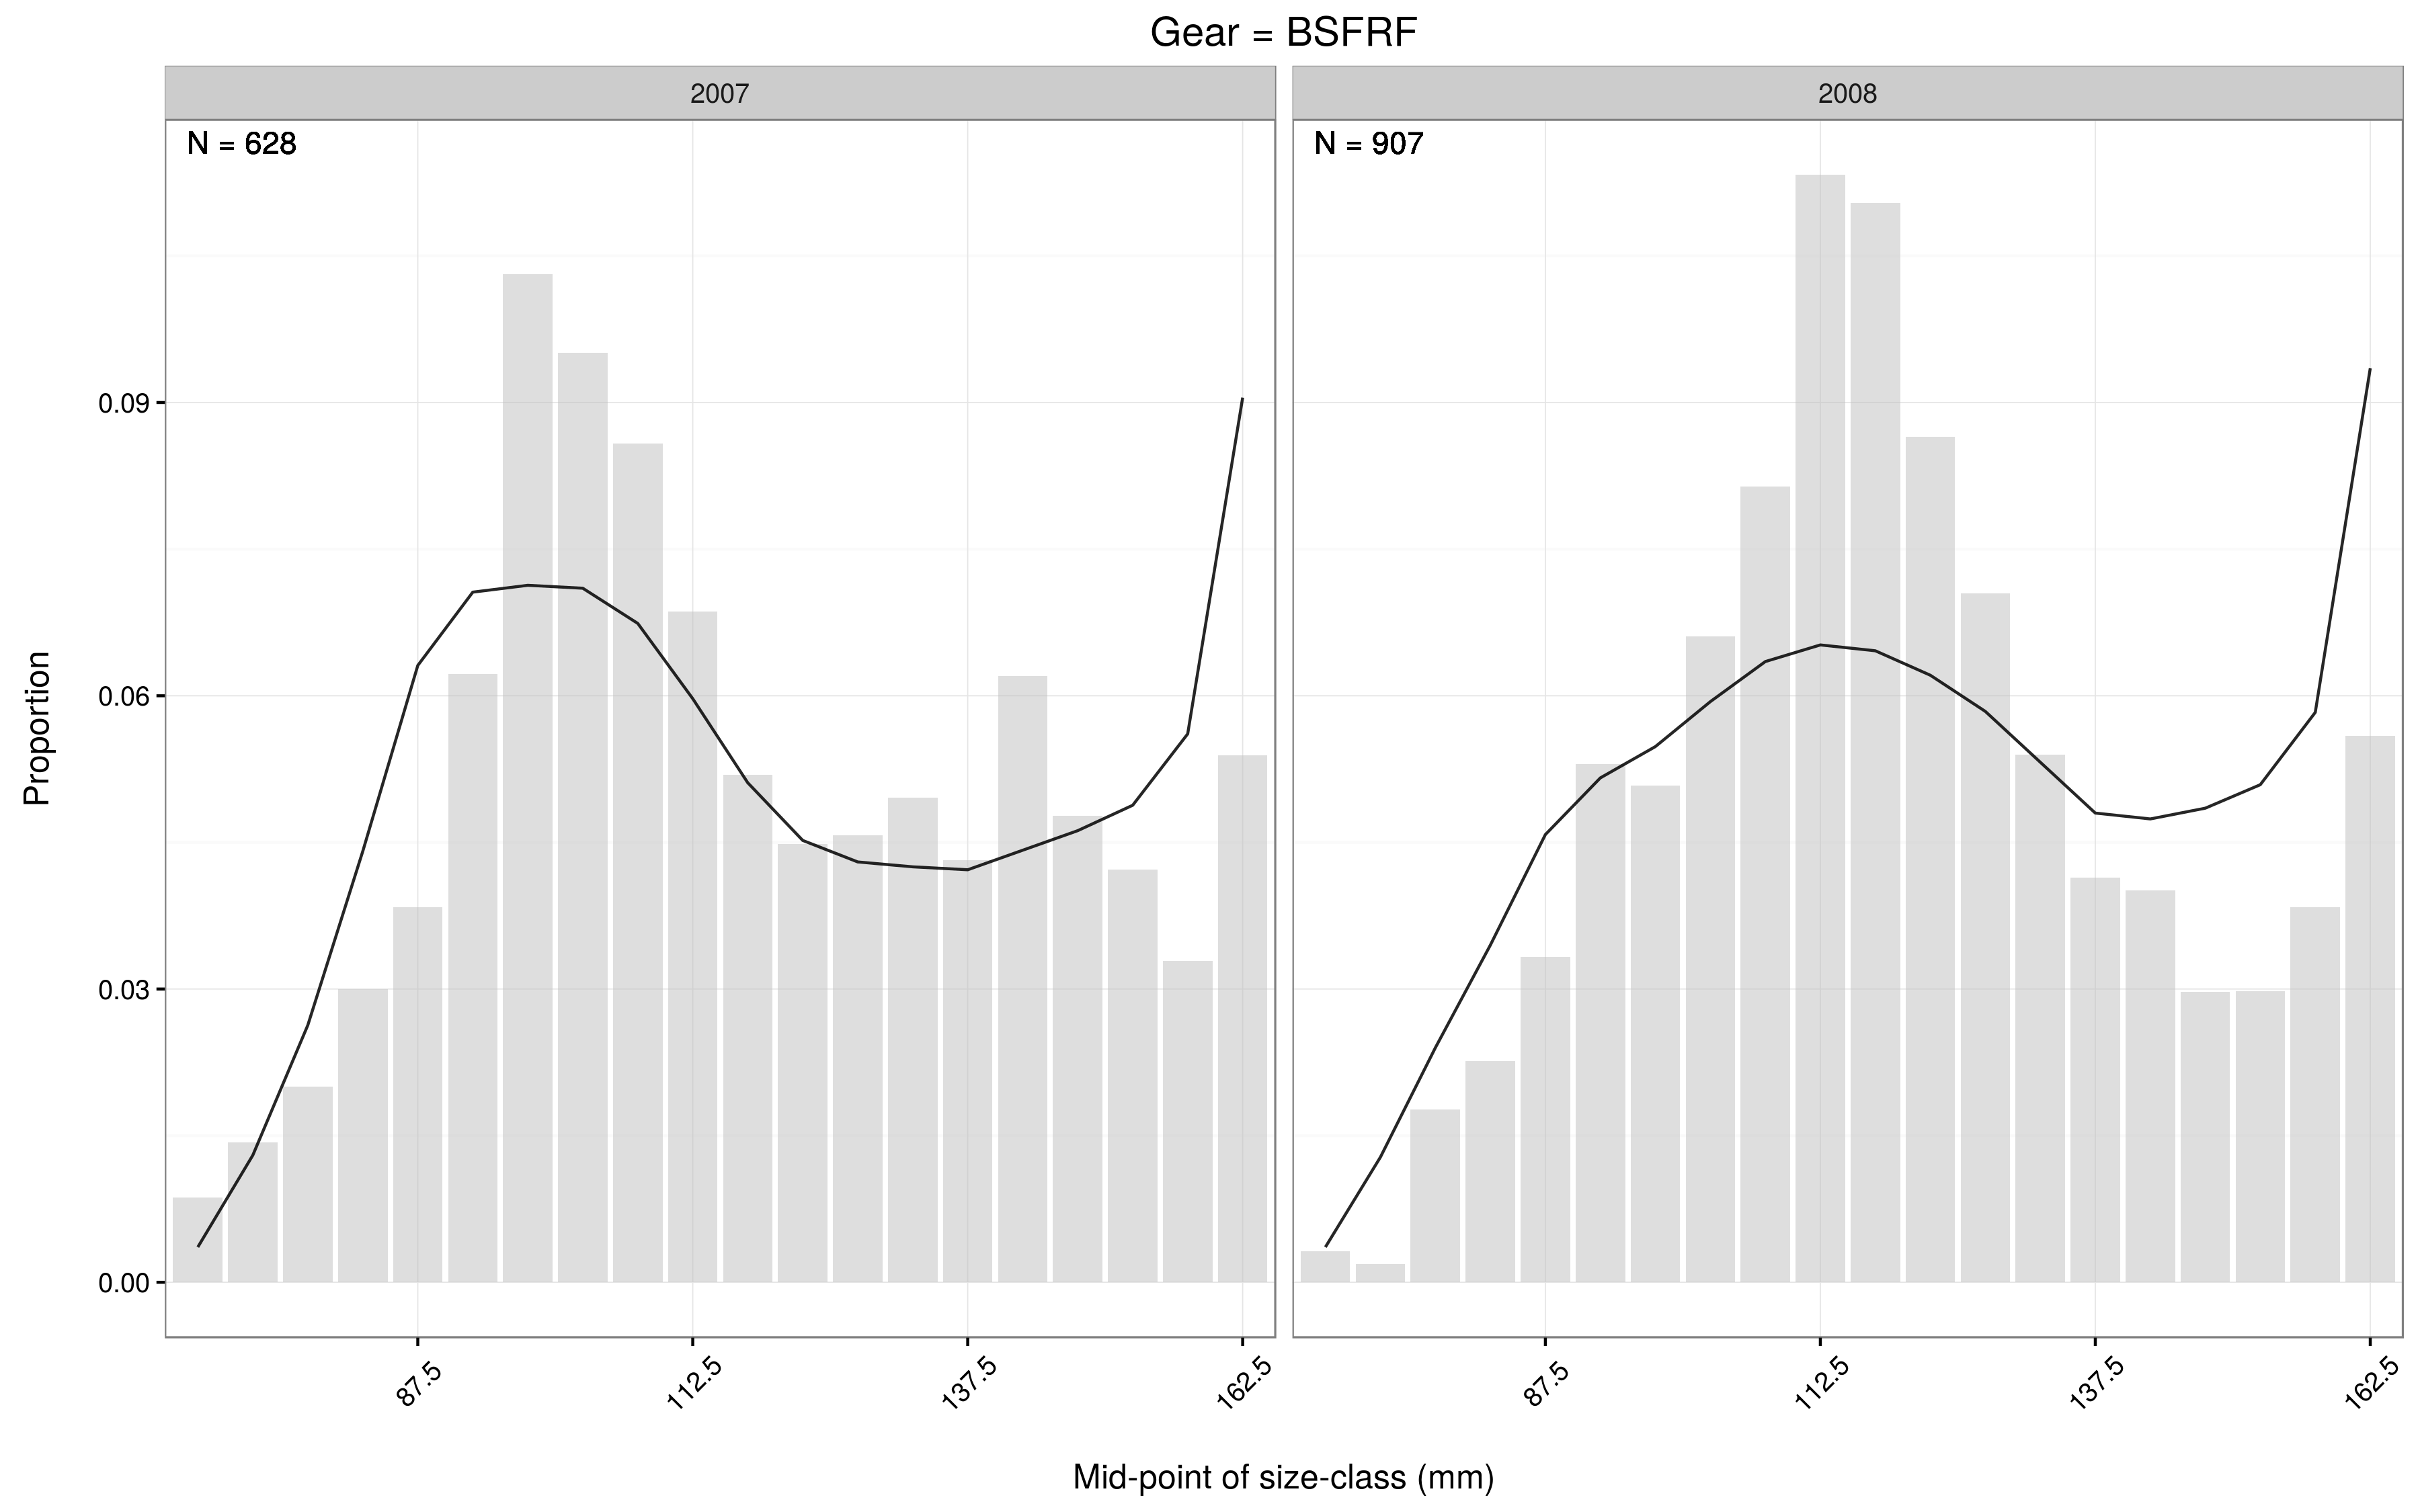 Gear = BSFRF
2007
2008
N = 628
N = 907
Proportion
0.09
0.06
0.03
0.00
87.5
112.5
137.5
162.5
87.5
112.5
137.5
162.5
Mid-point of size-class (mm)